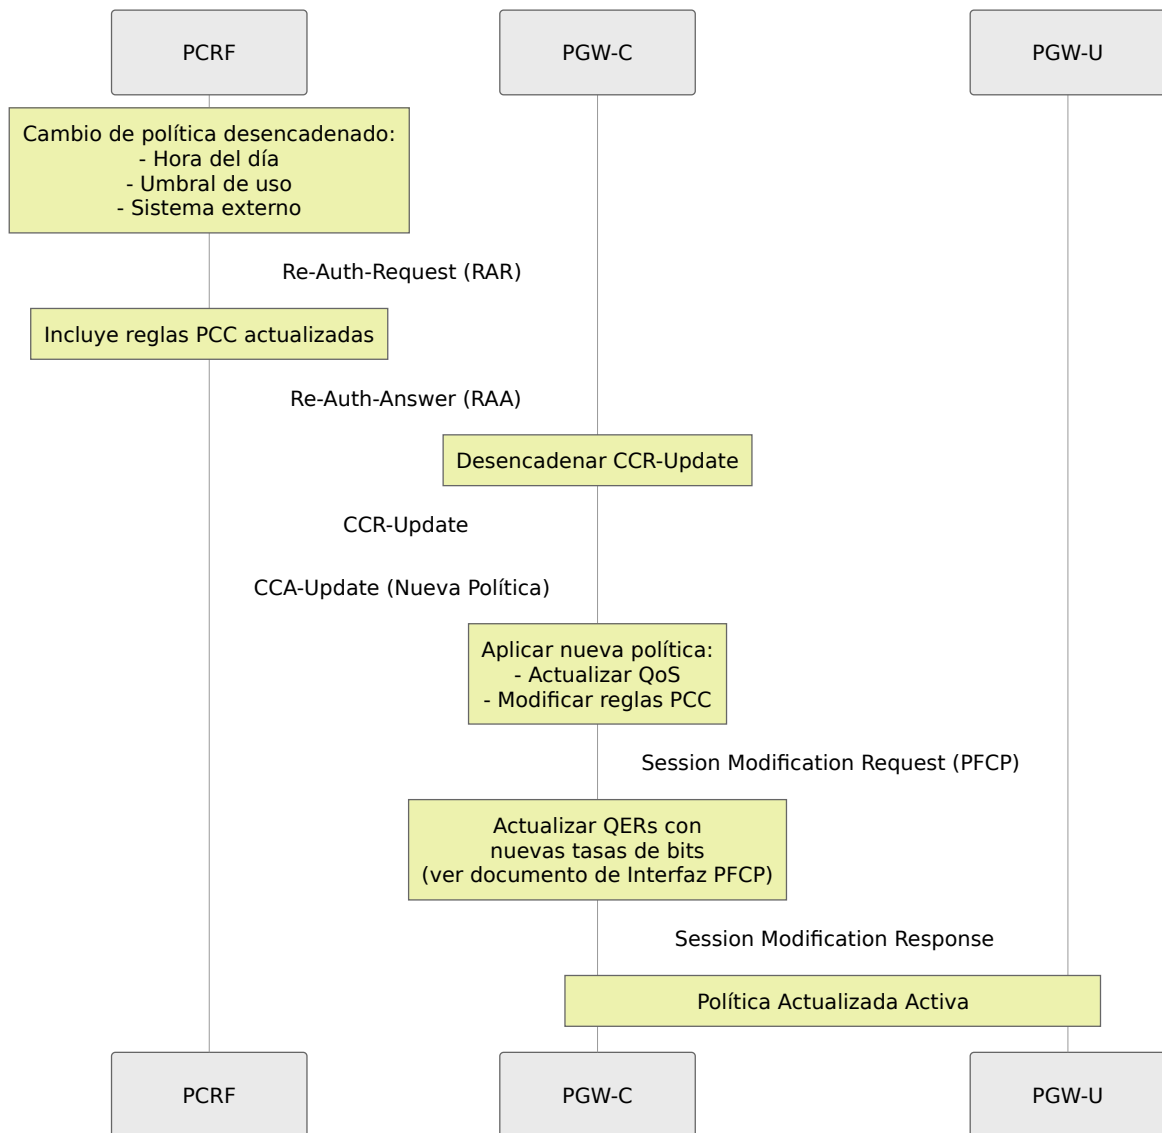 PCRF
PGW-C
PGW-U
Cambio de política desencadenado:
- Hora del día
- Umbral de uso
- Sistema externo
Re-Auth-Request (RAR)
Incluye reglas PCC actualizadas
Re-Auth-Answer (RAA)
Desencadenar CCR-Update
CCR-Update
CCA-Update (Nueva Política)
Aplicar nueva política:
- Actualizar QoS
- Modificar reglas PCC
Session Modification Request (PFCP)
Actualizar QERs con
nuevas tasas de bits
(ver documento de Interfaz PFCP)
Session Modification Response
Política Actualizada Activa
PCRF
PGW-C
PGW-U